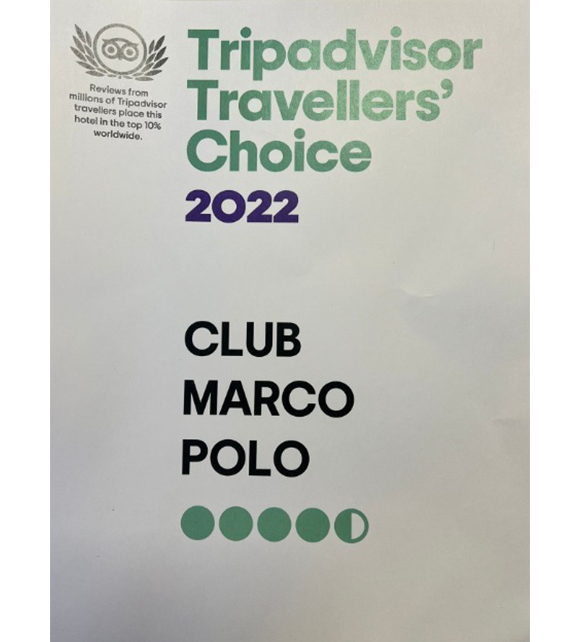 Tripadvisor
Travellers'
Choice
2022
Reviews from
millions of Tripadvisor
travellers place this
hotel in the top 10%
worldwide.
CLUB
MARCO
POLO